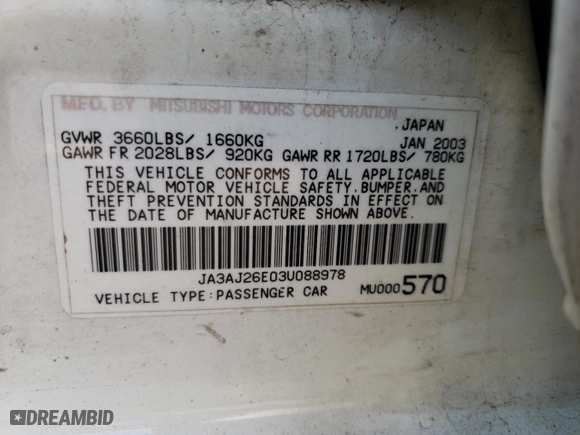 MFD. BY MITSUBISHI MOTORS CORPORATION
JAPAN
GVWR 3660LBS/ 1660KG JAN 2003
GAWR FR 2028LBS/ 920KG GAWR RR 1720LBS/ 780KG
THIS VEHICLE CONFORMS TO ALL APPLICABLE
FEDERAL MOTOR VEHICLE SAFETY.BUMPER.AND
THEFT PREVENTION STANDARDS IN EFFECT ON
THE DATE OF MANUFACTURE SHOWN ABOVE.
JA3AJ26E03U088978
VEHICLE TYPE:PASSENGER CAR MU000570
DREAMBID